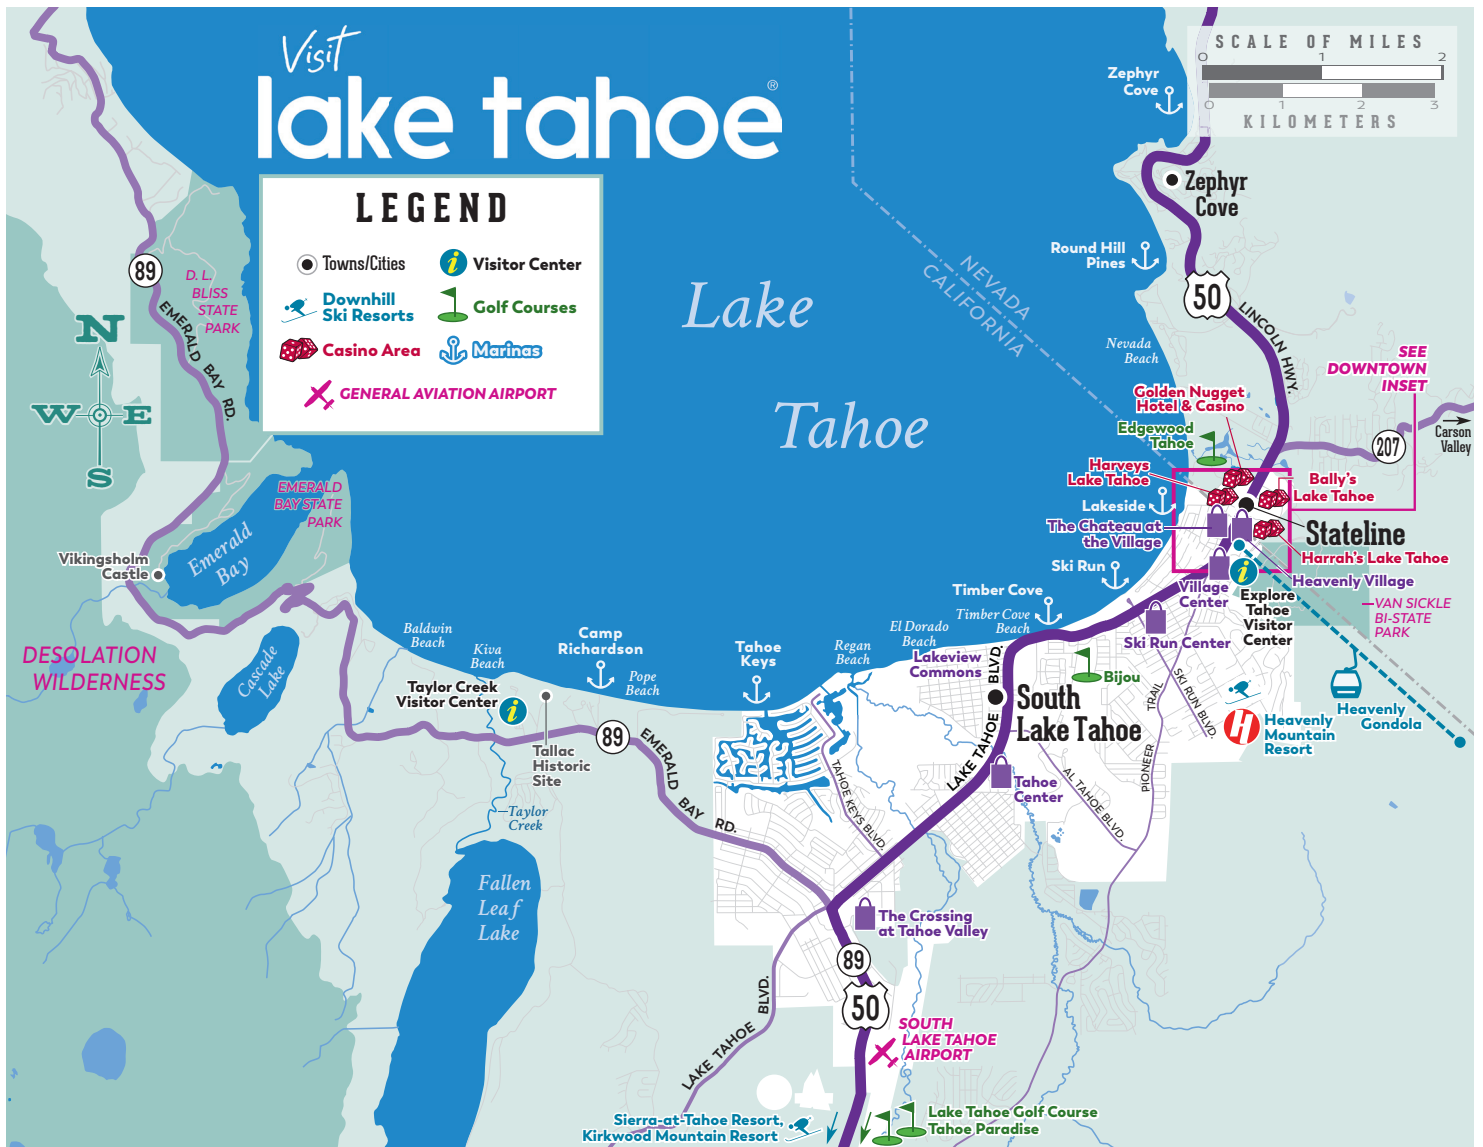 Visit
lake tahoe®
LEGEND
Towns/Cities
Visitor Center
Downhill
Ski Resorts
Golf Courses
Casino Area
Marinas
GENERAL AVIATION AIRPORT
SCALE OF MILES
0 1 2
0 1 2 3
KILOMETERS
Zephyr
Cove
Zephyr
Cove
Round Hill
Pines
NEVADA
CALIFORNIA
50
LINCOLN HWY.
Nevada
Beach
SEE
DOWNTOWN
INSET
207
Carson
Valley
Golden Nugget
Hotel & Casino
Edgewood
Tahoe
Harveys
Lake Tahoe
Bally's
Lake Tahoe
Lakeside
The Chateau at
the Village
Stateline
Harrah's Lake Tahoe
Heavenly Village
Ski Run
Village
Center
Explore
Tahoe
Visitor
Center
VAN SICKLE
BI-STATE
PARK
Timber Cove
Timber Cove
Beach
Ski Run Center
El Dorado
Beach
Lakeview
Commons
Bijou
Lake
Tahoe
89
D. L.
BLISS
STATE
PARK
EMERALD BAY RD.
N
W E
S
EMERALD
BAY STATE
PARK
Emerald
Bay
Vikingsholm
Castle
DESOLATION
WILDERNESS
Cascade
Lake
Baldwin
Beach
Kiva
Beach
Camp
Richardson
Pope
Beach
Tahoe
Keys
Regan
Beach
Taylor Creek
Visitor Center
Tallac
Historic
Site
89
EMERALD BAY RD.
Taylor
Creek
Fallen
Leaf
Lake
TAHOE KEYS BLVD.
LAKE TAHOE BLVD.
South
Lake Tahoe
Tahoe
Center
AL TAHOE BLVD.
PIONEER TRAIL
SKI RUN BLVD.
H
Heavenly
Mountain
Resort
Heavenly
Gondola
The Crossing
at Tahoe Valley
89
50
LAKE TAHOE BLVD.
SOUTH
LAKE TAHOE
AIRPORT
Sierra-at-Tahoe Resort,
Kirkwood Mountain Resort
Lake Tahoe Golf Course
Tahoe Paradise